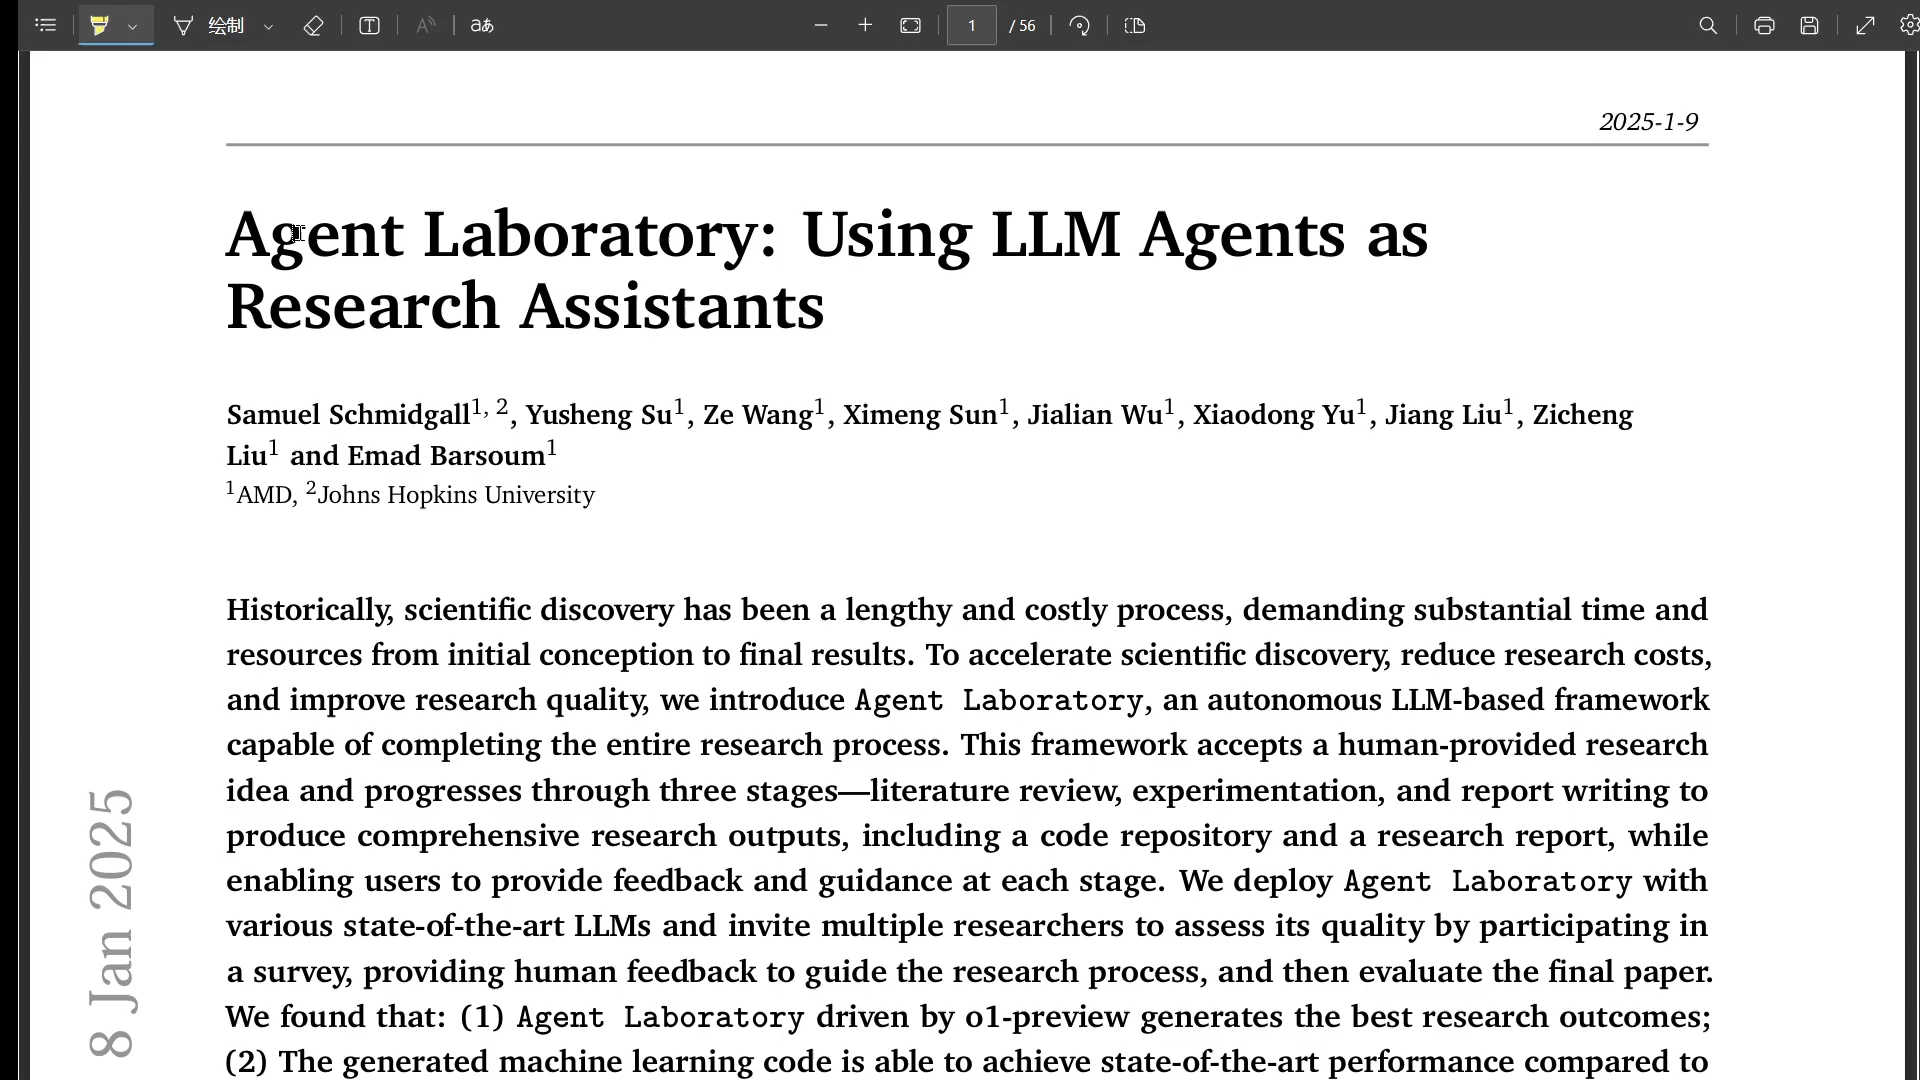 绘制
aあ
1
/ 56
2025-1-9
Agent Laboratory: Using LLM Agents as
Research Assistants
Samuel Schmidgall1, 2, Yusheng Su1, Ze Wang1, Ximeng Sun1, Jialian Wu1, Xiaodong Yu1, Jiang Liu1, Zicheng
Liu1 and Emad Barsoum1
1AMD, 2Johns Hopkins University
Historically, scientific discovery has been a lengthy and costly process, demanding substantial time and
resources from initial conception to final results. To accelerate scientific discovery, reduce research costs,
and improve research quality, we introduce Agent Laboratory, an autonomous LLM-based framework
capable of completing the entire research process. This framework accepts a human-provided research
idea and progresses through three stages—literature review, experimentation, and report writing to
produce comprehensive research outputs, including a code repository and a research report, while
enabling users to provide feedback and guidance at each stage. We deploy Agent Laboratory with
various state-of-the-art LLMs and invite multiple researchers to assess its quality by participating in
a survey, providing human feedback to guide the research process, and then evaluate the final paper.
We found that: (1) Agent Laboratory driven by o1-preview generates the best research outcomes;
(2) The generated machine learning code is able to achieve state-of-the-art performance compared to
8 Jan 2025